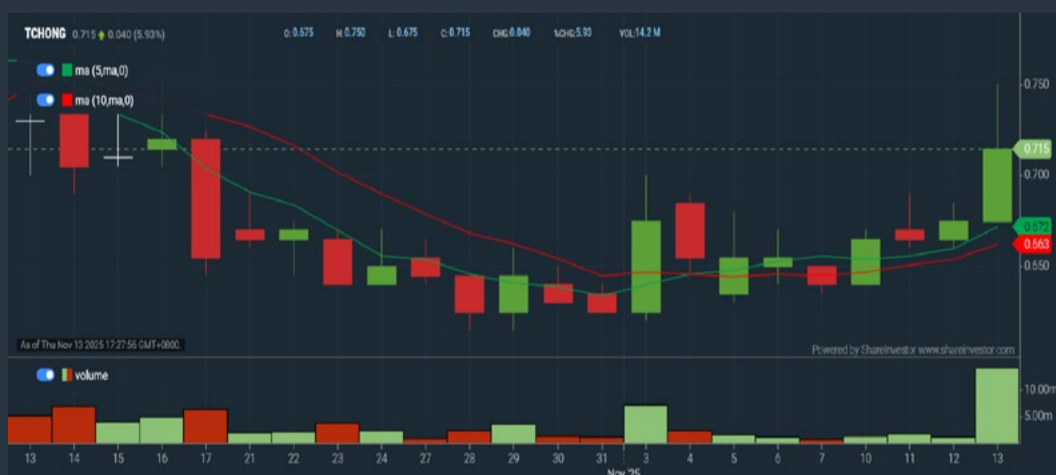 TCHONG 0.715 0.040 (5.93%) O:0.675 H:0.750 L:0.675 C:0.715 CHG:0.040 %CHG:5.93 VOL:14.2 M
ma (5,ma,0)
ma (10,ma,0)
0.750
0.715
0.700
0.672
0.663
0.650
As of Thu Nov 13 2025 17:27:56 GMT+0800.
Powered by ShareInvestor www.shareinvestor.com
volume
10.00m
5.00m
13 14 15 16 17 21 22 23 24 27 28 29 30 31 3 4 5 6 7 10 11 12 13
Nov '25